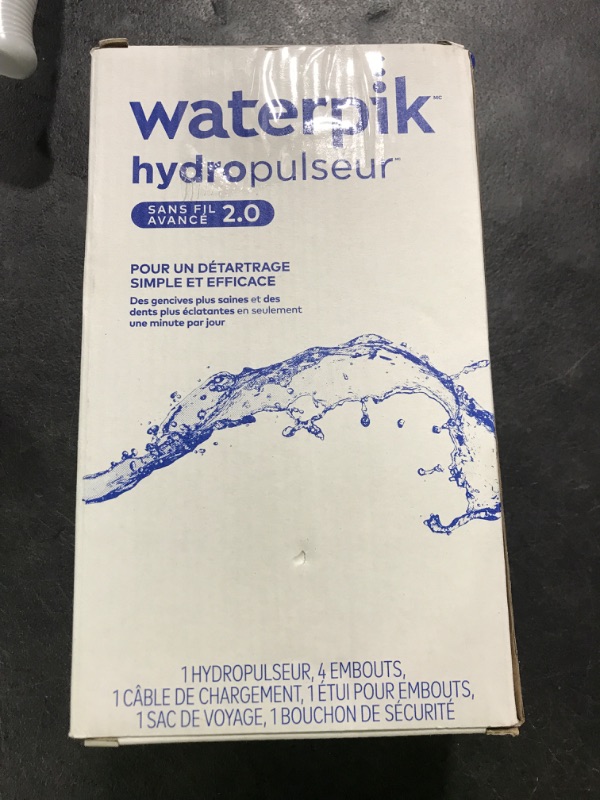 waterpik MC
hydropulseur
SANS FIL
AVANCÉ 2.0
POUR UN DÉTARTRAGE
SIMPLE ET EFFICACE
Des gencives plus saines et des
dents plus éclatantes en seulement
une minute par jour
1 HYDROPULSEUR, 4 EMBOUTS,
1 CÂBLE DE CHARGEMENT, 1 ÉTUI POUR EMBOUTS,
1 SAC DE VOYAGE, 1 BOUCHON DE SÉCURITÉ